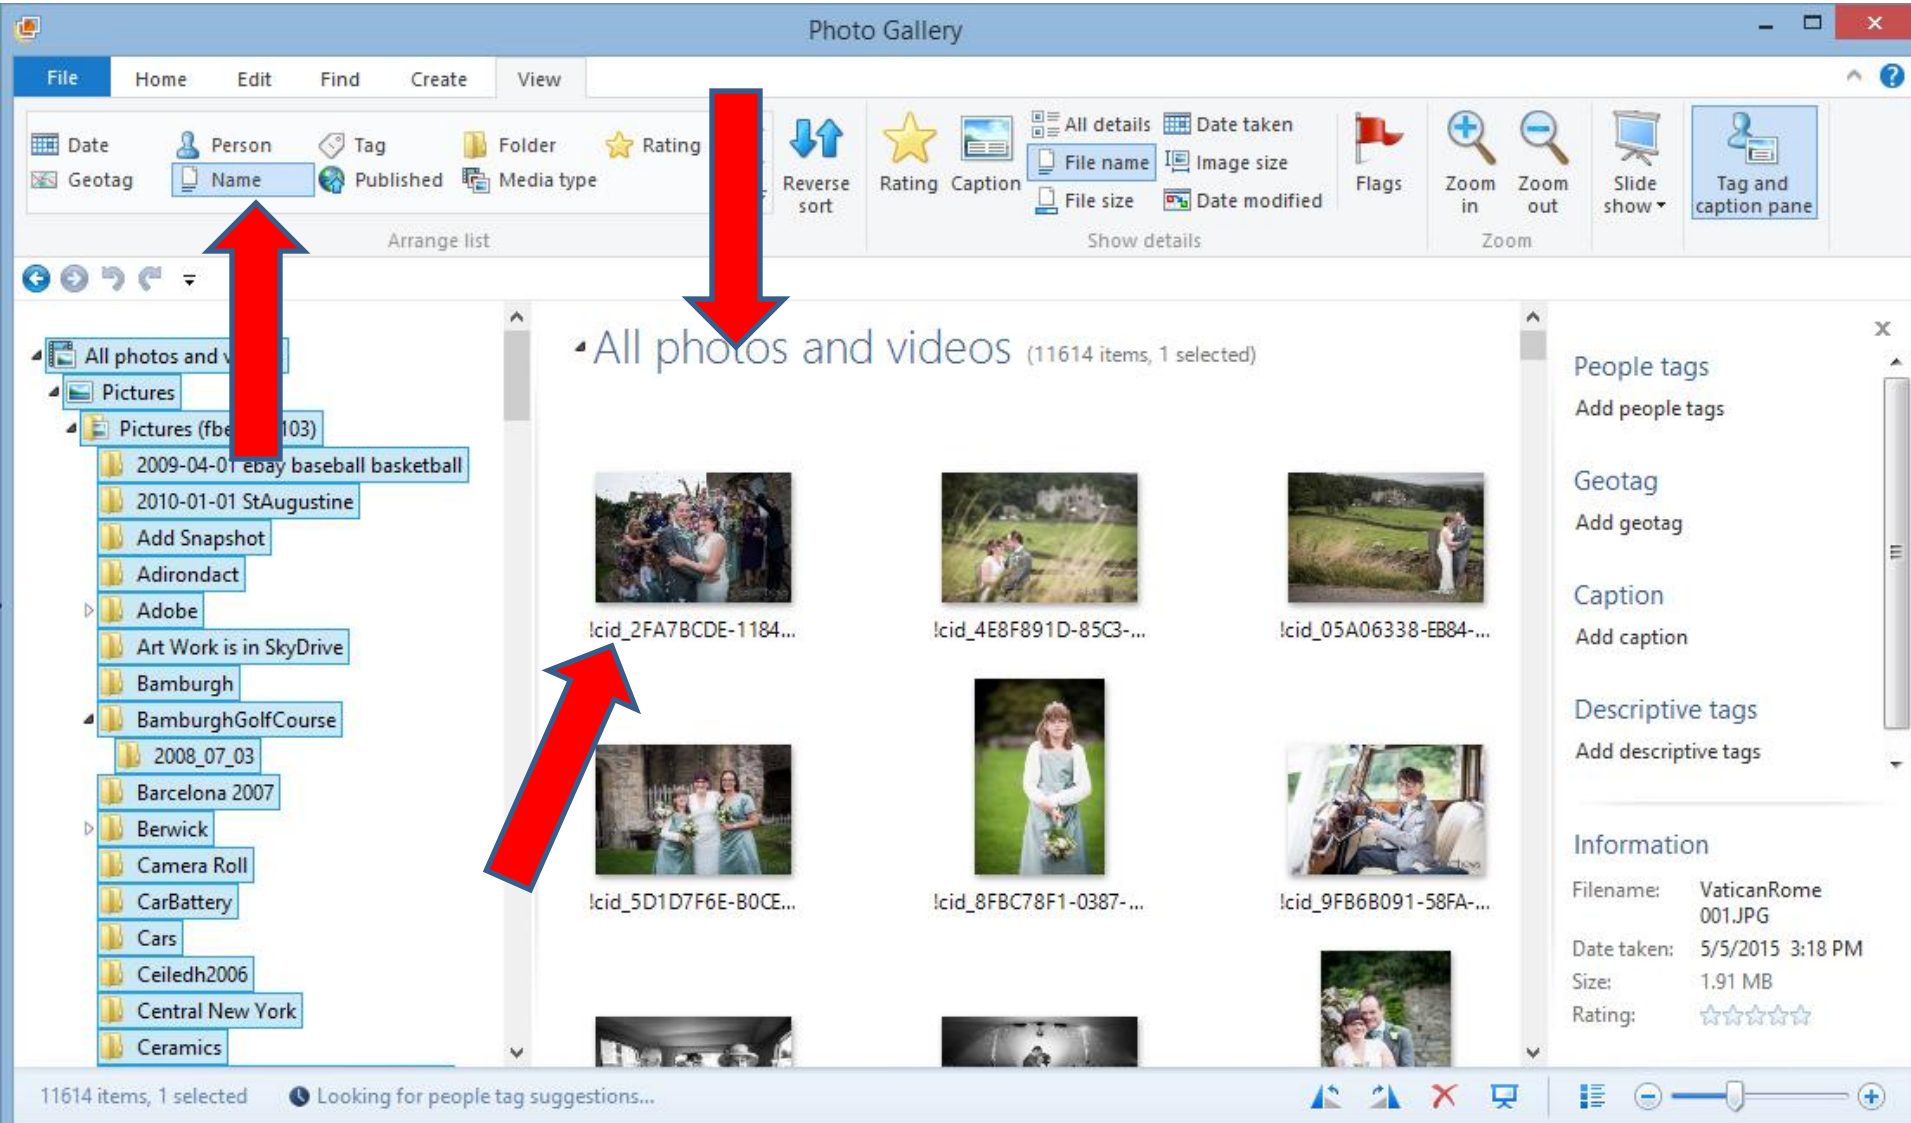 Photo Gallery
File Home Edit Find Create View
Date Person Tag Folder Rating
Geotag Name Published Media type
Arrange list
Reverse sort
Rating Caption
All details Date taken
File name Image size
File size Date modified
Show details
Flags
Zoom in Zoom out
Zoom
Slide show
Tag and caption pane
All photos and v
Pictures
Pictures (fbe 103)
2009-04-01 ebay baseball basketball
2010-01-01 StAugustine
Add Snapshot
Adirondact
Adobe
Art Work is in SkyDrive
Bamburgh
BamburghGolfCourse
2008_07_03
Barcelona 2007
Berwick
Camera Roll
CarBattery
Cars
Ceiledh2006
Central New York
Ceramics
All photos and videos (11614 items, 1 selected)
!cid_2FA7BCDE-1184... !cid_4E8F891D-85C3-... !cid_05A06338-EB84-...
!cid_5D1D7F6E-B0CE... !cid_8FBC78F1-0387-... !cid_9FB6B091-58FA-...
People tags
Add people tags
Geotag
Add geotag
Caption
Add caption
Descriptive tags
Add descriptive tags
Information
Filename: VaticanRome 001.JPG
Date taken: 5/5/2015 3:18 PM
Size: 1.91 MB
Rating:
11614 items, 1 selected Looking for people tag suggestions...